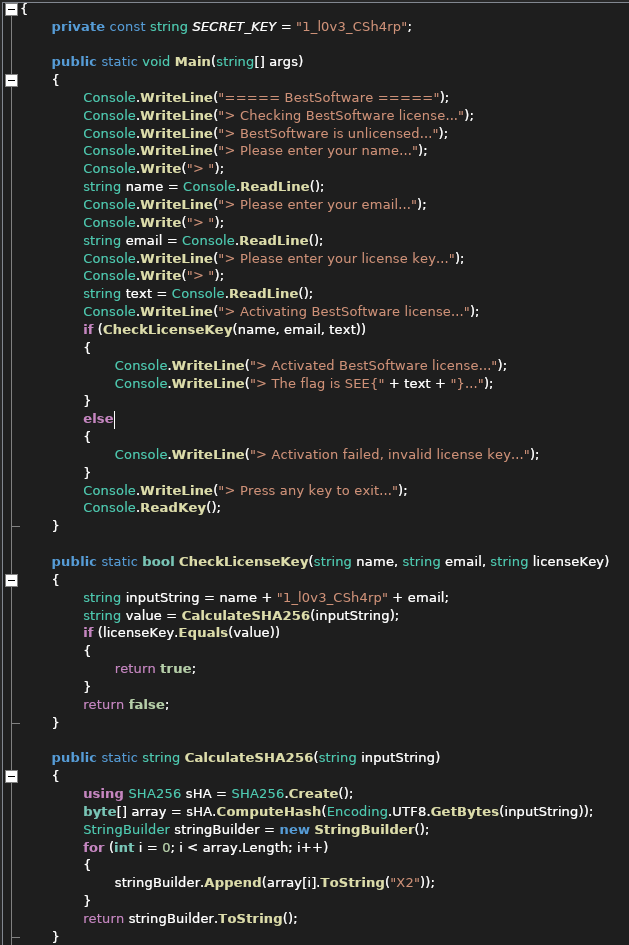 {
private const string SECRET_KEY = "1_l0v3_CSh4rp";
public static void Main(string[] args)
{
Console.WriteLine("===== BestSoftware =====");
Console.WriteLine("> Checking BestSoftware license...");
Console.WriteLine("> BestSoftware is unlicensed...");
Console.WriteLine("> Please enter your name...");
Console.Write("> ");
string name = Console.ReadLine();
Console.WriteLine("> Please enter your email...");
Console.Write("> ");
string email = Console.ReadLine();
Console.WriteLine("> Please enter your license key...");
Console.Write("> ");
string text = Console.ReadLine();
Console.WriteLine("> Activating BestSoftware license...");
if (CheckLicenseKey(name, email, text))
{
Console.WriteLine("> Activated BestSoftware license...");
Console.WriteLine("> The flag is SEE{" + text + "}...");
}
else
{
Console.WriteLine("> Activation failed, invalid license key...");
}
Console.WriteLine("> Press any key to exit...");
Console.ReadKey();
}
public static bool CheckLicenseKey(string name, string email, string licenseKey)
{
string inputString = name + "1_l0v3_CSh4rp" + email;
string value = CalculateSHA256(inputString);
if (licenseKey.Equals(value))
{
return true;
}
return false;
}
public static string CalculateSHA256(string inputString)
{
using SHA256 sHA = SHA256.Create();
byte[] array = sHA.ComputeHash(Encoding.UTF8.GetBytes(inputString));
StringBuilder stringBuilder = new StringBuilder();
for (int i = 0; i < array.Length; i++)
{
stringBuilder.Append(array[i].ToString("X2"));
}
return stringBuilder.ToString();
}